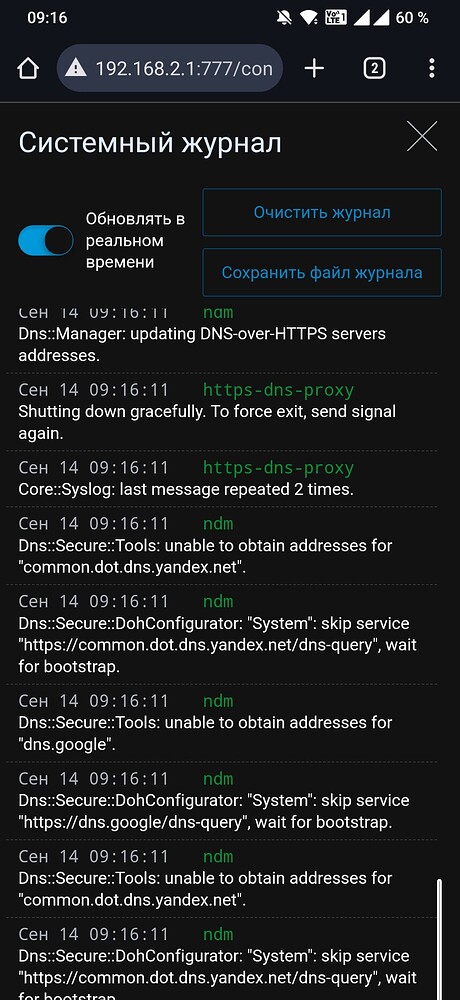 09:16
Vo)) LTE 1
60 %
192.168.2.1:777/con
2
Системный журнал
Обновлять в
реальном
времени
Очистить журнал
Сохранить файл журнала
Сен 14 09:16:11 ndm
Dns::Manager: updating DNS-over-HTTPS servers
addresses.
Сен 14 09:16:11 https-dns-proxy
Shutting down gracefully. To force exit, send signal
again.
Сен 14 09:16:11 https-dns-proxy
Core::Syslog: last message repeated 2 times.
Сен 14 09:16:11 ndm
Dns::Secure::Tools: unable to obtain addresses for
"common.dot.dns.yandex.net".
Сен 14 09:16:11 ndm
Dns::Secure::DohConfigurator: "System": skip service
"https://common.dot.dns.yandex.net/dns-query", wait
for bootstrap.
Сен 14 09:16:11 ndm
Dns::Secure::Tools: unable to obtain addresses for
"dns.google".
Сен 14 09:16:11 ndm
Dns::Secure::DohConfigurator: "System": skip service
"https://dns.google/dns-query", wait for bootstrap.
Сен 14 09:16:11 ndm
Dns::Secure::Tools: unable to obtain addresses for
"common.dot.dns.yandex.net".
Сен 14 09:16:11 ndm
Dns::Secure::DohConfigurator: "System": skip service
"https://common.dot.dns.yandex.net/dns-query", wait
for bootstrap.